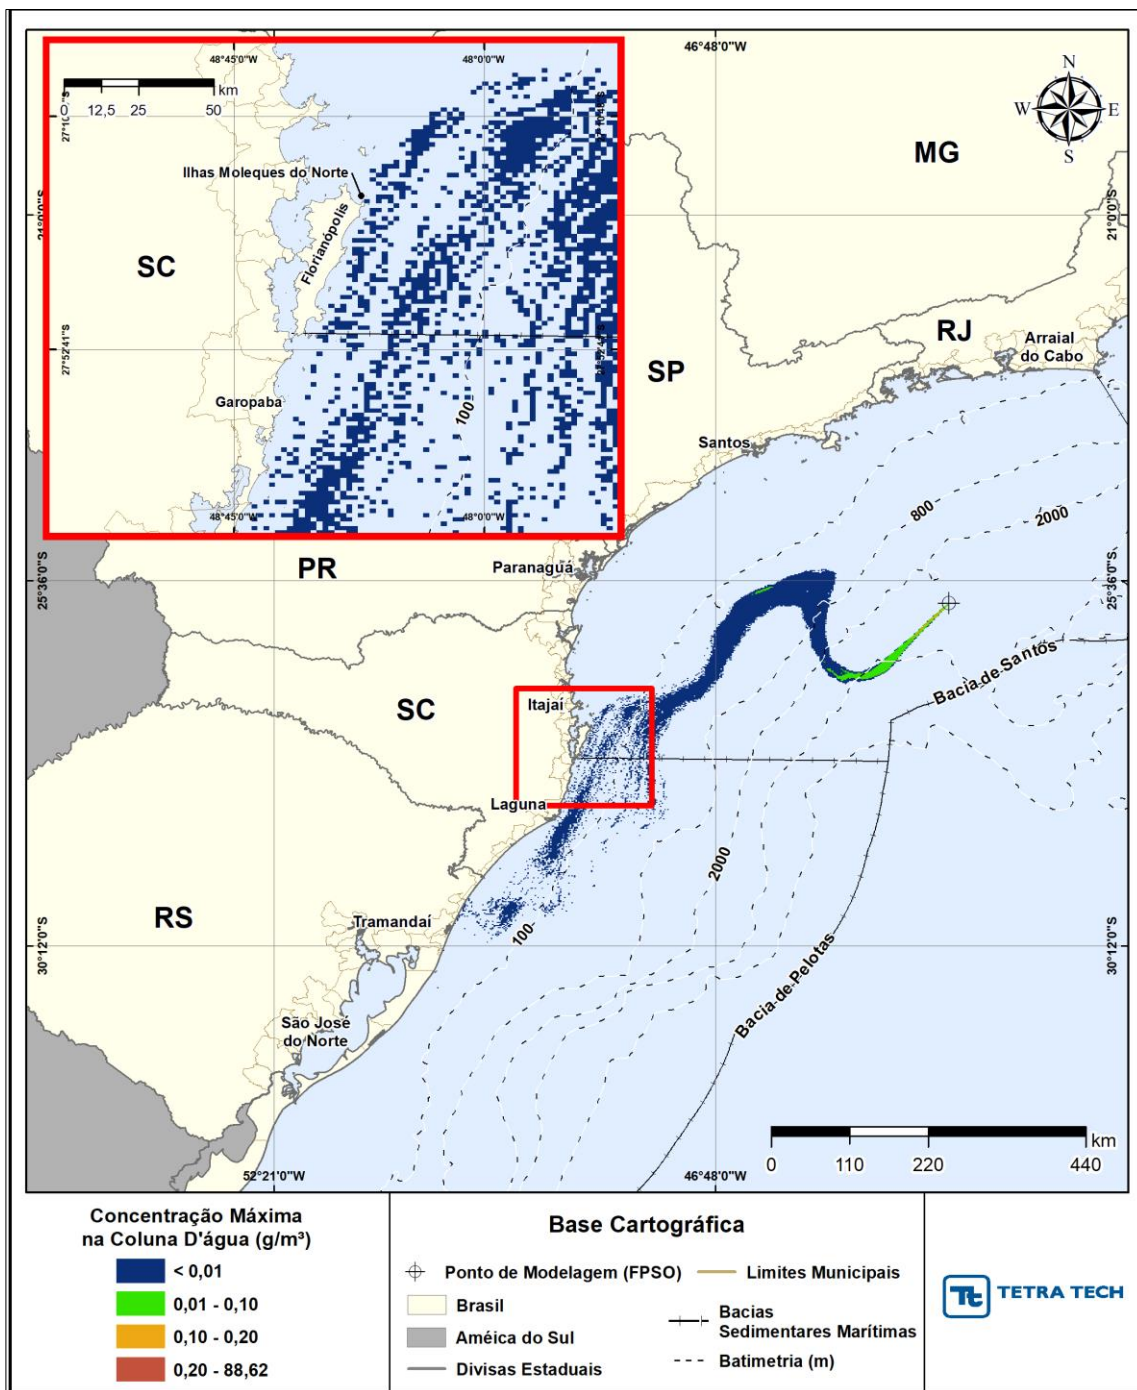 46°48'0"W
48°45'0"W
48°0'0"W
0 12,5 25 50 km
N
W E
S
MG
Ilhas Moleques do Norte
Florianópolis
21°0'0"S
SC
27°52'41"S
RJ
Arraial
do Cabo
SP
Garopaba
100
Santos
48°45'0"W
48°0'0"W
800
2000
PR
Paranaguá
25°36'0"S
25°36'0"S
Bacia de Santos
SC
Itajaí
Laguna
2000
RS
Tramandaí
100
30°12'0"S
30°12'0"S
Bacia de Pelotas
São José
do Norte
km
0 110 220 440
52°21'0"W
46°48'0"W
Concentração Máxima
na Coluna D'água (g/m³)
< 0,01
0,01 - 0,10
0,10 - 0,20
0,20 - 88,62
Base Cartográfica
Ponto de Modelagem (FPSO)
Limites Municipais
Brasil
Bacias
Sedimentares Marítimas
Améica do Sul
Divisas Estaduais
Batimetria (m)
Tt TETRA TECH